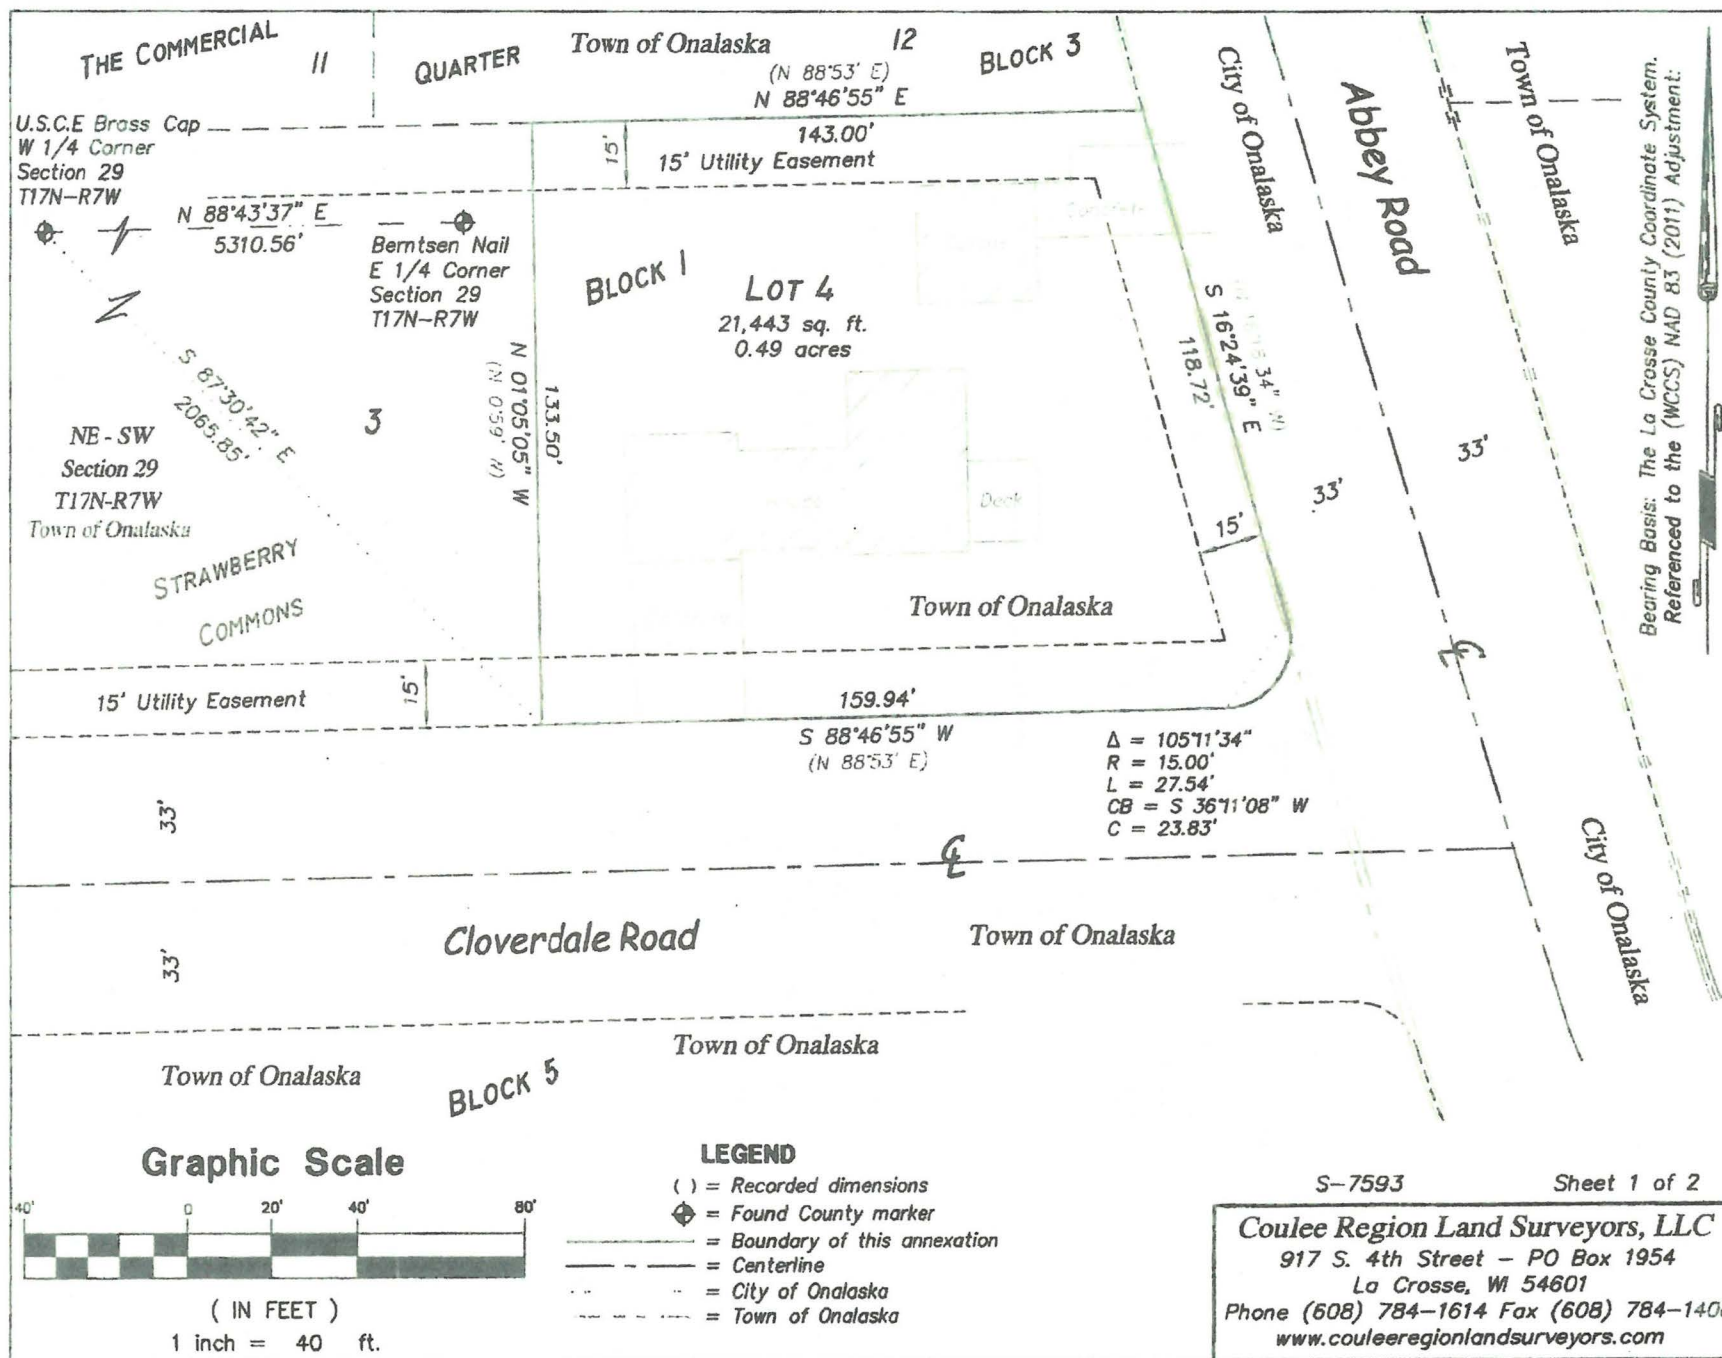 THE COMMERCIAL
11
QUARTER
Town of Onalaska
12
BLOCK 3
(N 88°53' E)
N 88°46'55" E
143.00'
15' Utility Easement
15'
U.S.C.E Brass Cap
W 1/4 Corner
Section 29
T17N-R7W
N 88°43'37" E
5310.56'
Berntsen Nail
E 1/4 Corner
Section 29
T17N-R7W
BLOCK 1
LOT 4
21,443 sq. ft.
0.49 acres
City of Onalaska
Abbey Road
Town of Onalaska
Bearing Basis: The La Crosse County Coordinate System.
Referenced to the (WCCS) NAD 83 (2011) Adjustment:
N
S 87°30'42" E
2065.85'
N 01°05'05" W
(N 0°59' W)
133.50'
S 16°24'39" E
118.72'
3
NE - SW
Section 29
T17N-R7W
Town of Onalaska
STRAWBERRY
COMMONS
Deck
33'
33'
15'
Town of Onalaska
15' Utility Easement
15'
159.94'
S 88°46'55" W
(N 88°53' E)
Δ = 105°11'34"
R = 15.00'
L = 27.54'
CB = S 36°11'08" W
C = 23.83'
CL
33'
CL
33'
Cloverdale Road
Town of Onalaska
City of Onalaska
Town of Onalaska
Town of Onalaska
BLOCK 5
Graphic Scale
40' 0 20' 40' 80'
( IN FEET )
1 inch = 40 ft.
LEGEND
( ) = Recorded dimensions
= Found County marker
= Boundary of this annexation
= Centerline
= City of Onalaska
= Town of Onalaska
S-7593 Sheet 1 of 2
Coulee Region Land Surveyors, LLC
917 S. 4th Street - PO Box 1954
La Crosse, WI 54601
Phone (608) 784-1614 Fax (608)
www.couleeregionlandsurveyors.com